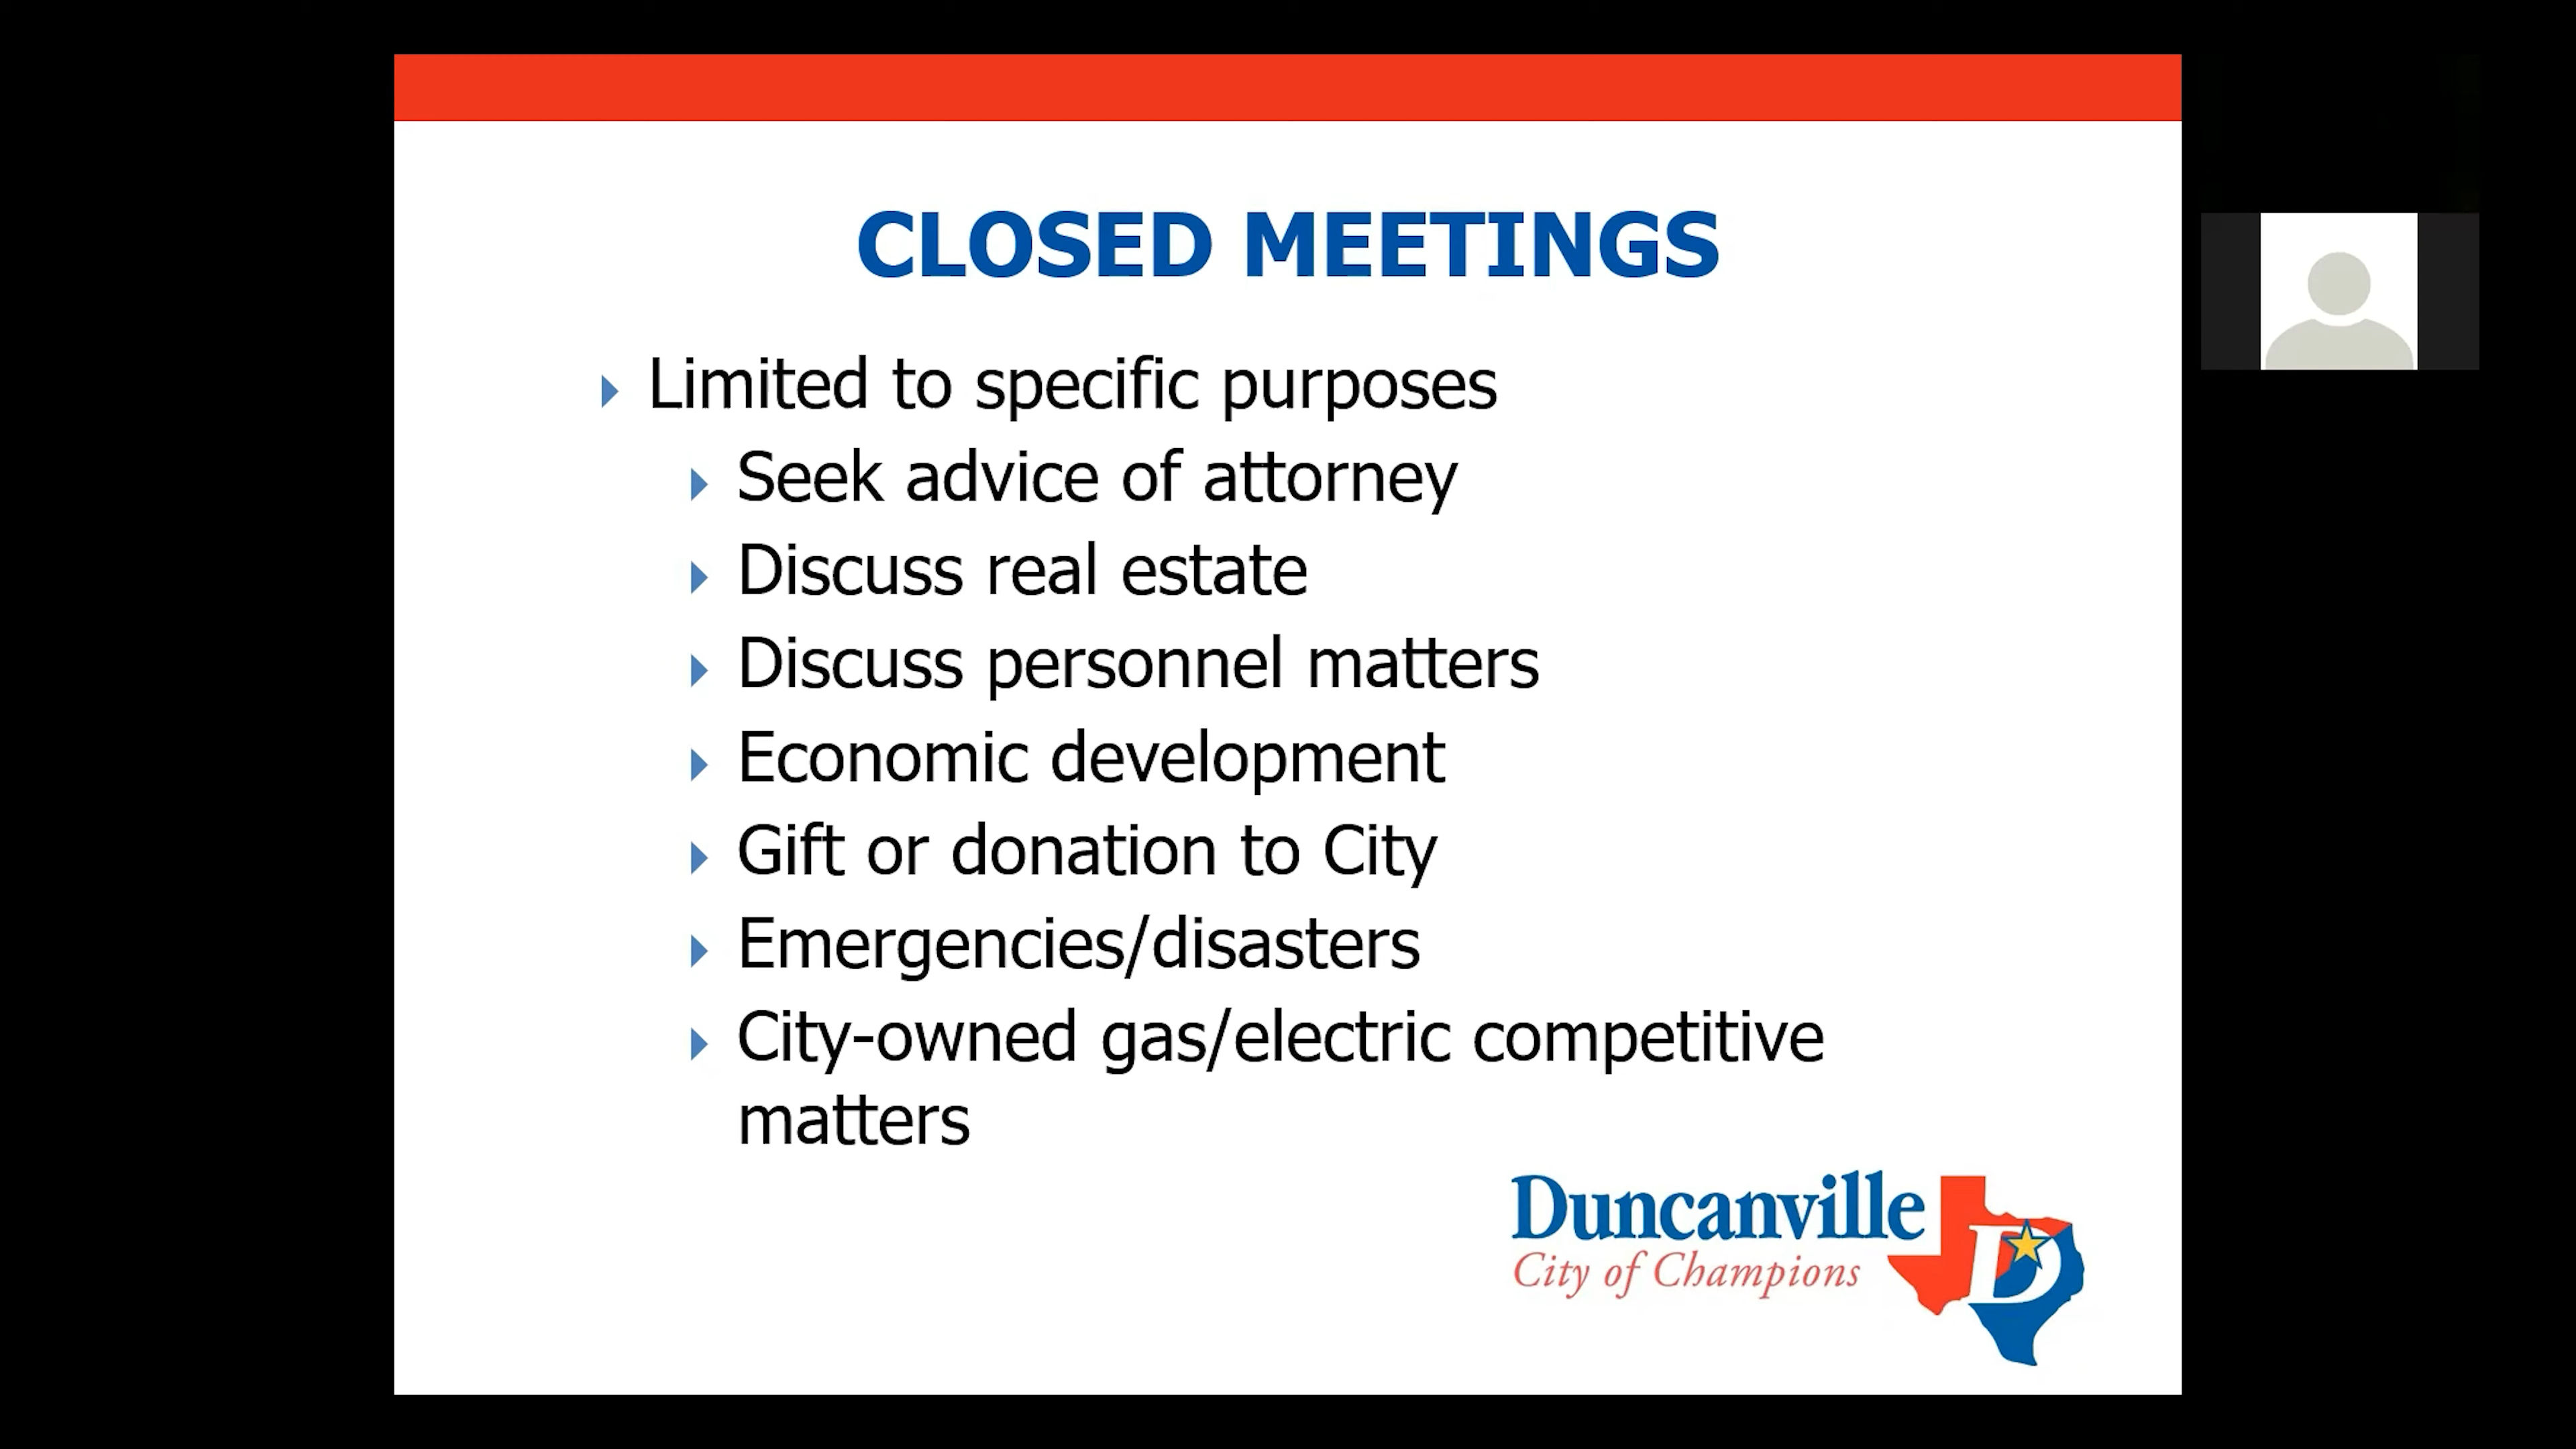 CLOSED MEETINGS
Limited to specific purposes
Seek advice of attorney
Discuss real estate
Discuss personnel matters
Economic development
Gift or donation to City
Emergencies/disasters
City-owned gas/electric competitive
matters
Duncanville
City of Champions
D